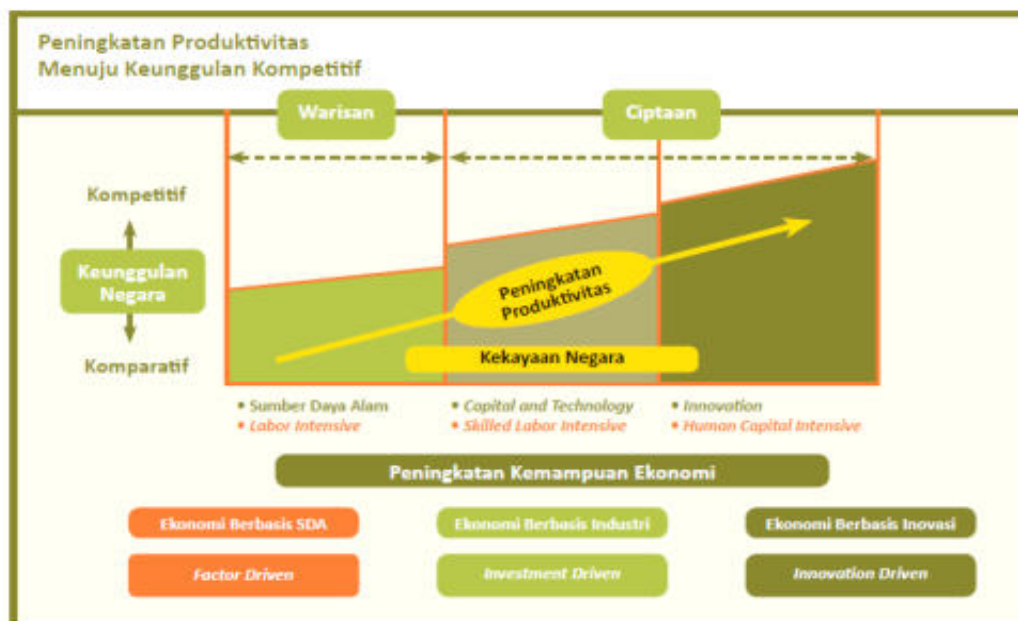 Peningkatan Produktivitas
Menuju Keunggulan Kompetitif
Warisan
Ciptaan
Kompetitif
Keunggulan
Negara
Komparatif
Peningkatan
Produktivitas
Kekayaan Negara
• Sumber Daya Alam
• Labor Intensive
• Capital and Technology
• Skilled Labor Intensive
• Innovation
• Human Capital Intensive
Peningkatan Kemampuan Ekonomi
Ekonomi Berbasis SDA
Ekonomi Berbasis Industri
Ekonomi Berbasis Inovasi
Factor Driven
Investment Driven
Innovation Driven